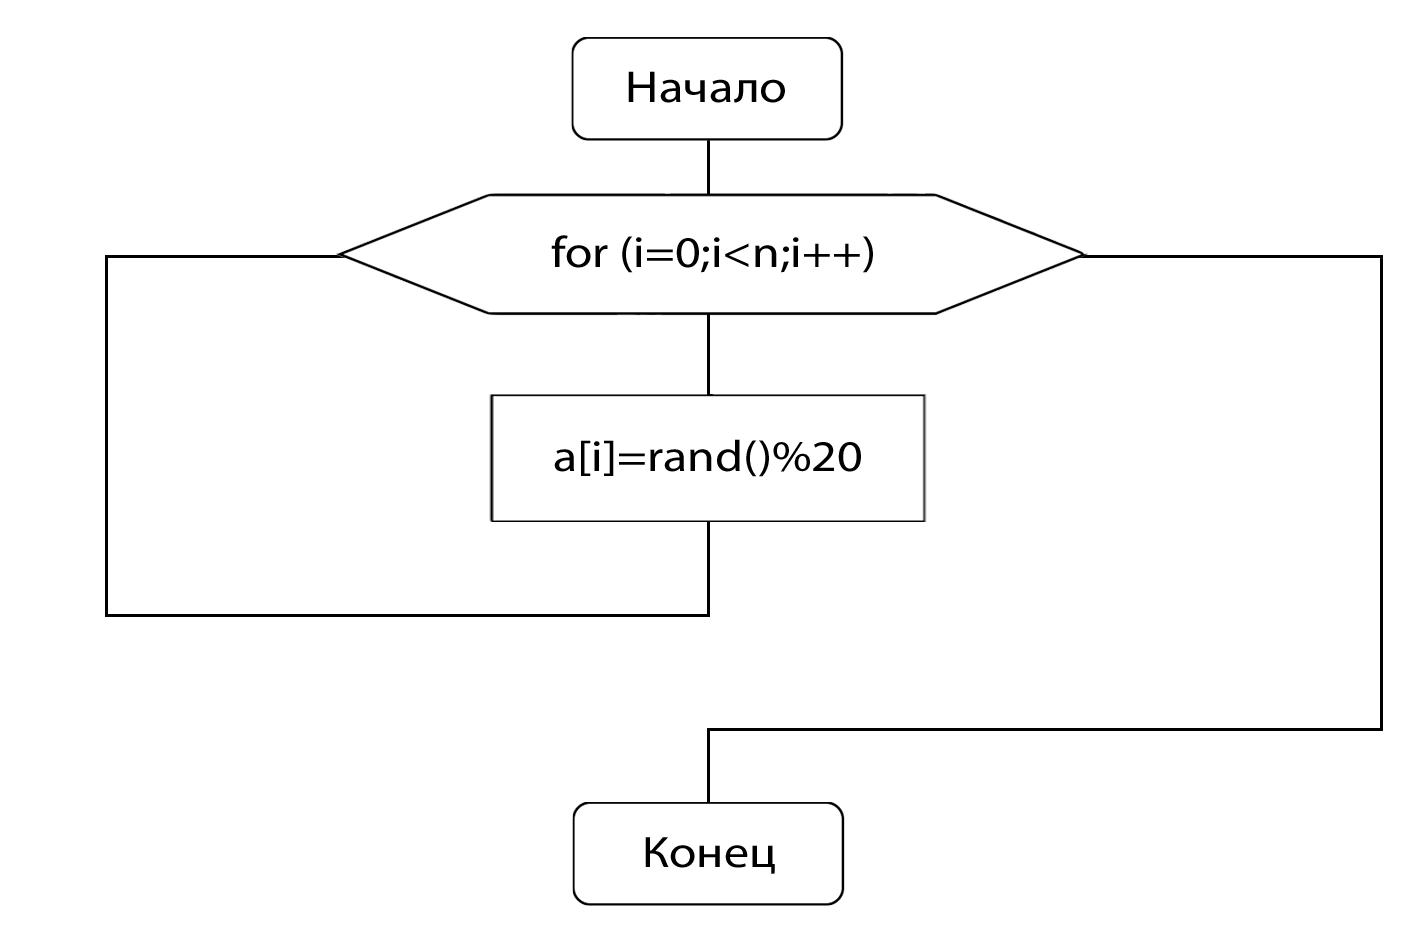 Начало
for (i=0;i<n;i++)
a[i]=rand()%20
Конец